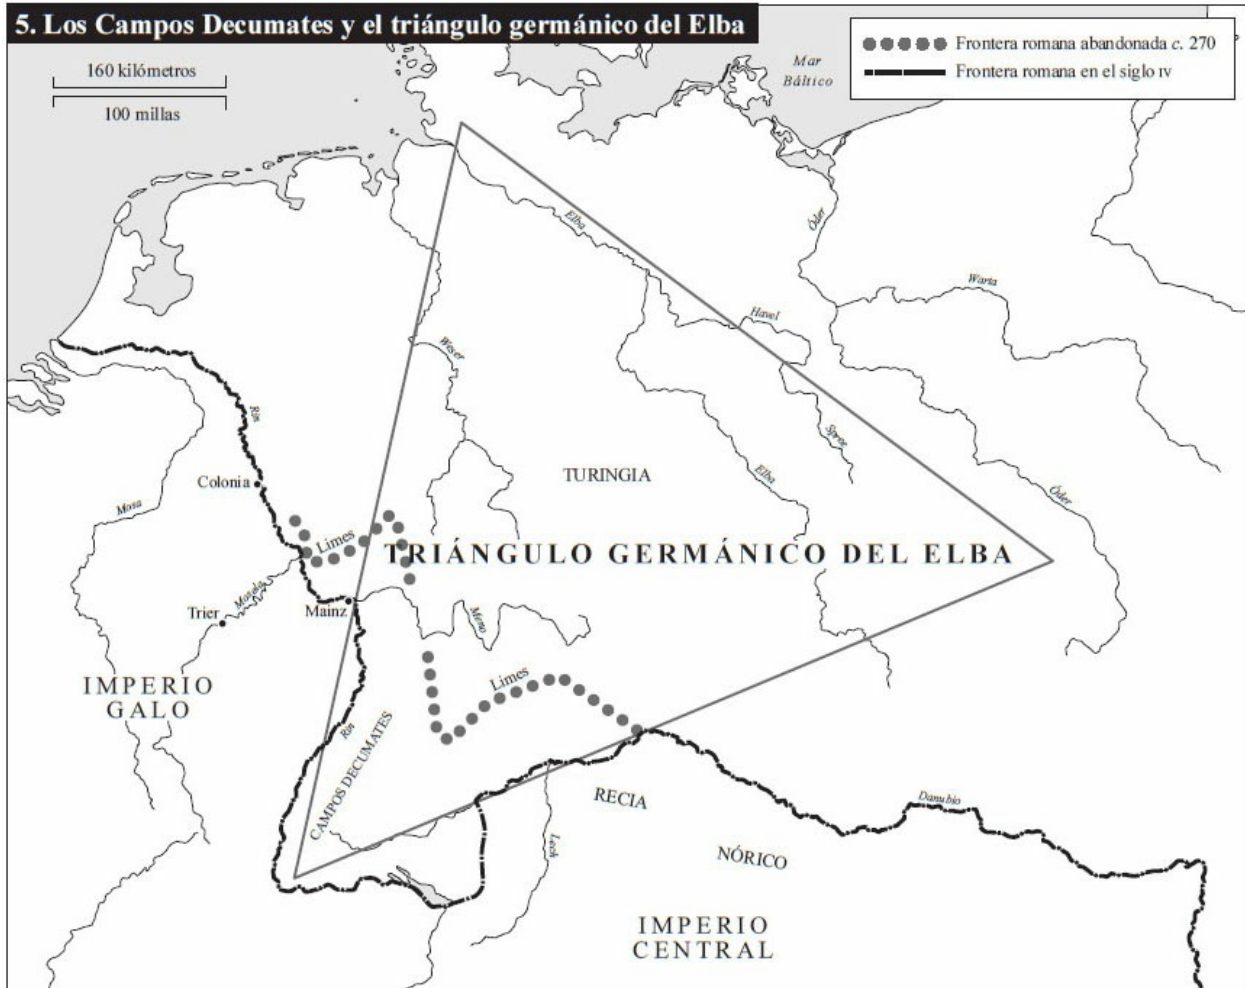 5. Los Campos Decumates y el triángulo germánico del Elba
160 kilómetros
100 millas
Frontera romana abandonada c. 270
Frontera romana en el siglo IV
Mar
Báltico
Elba
Óder
Warta
Havel
Weser
Rin
Spree
TURINGIA
Elba
Óder
Colonia
Mosa
Limes
TRIÁNGULO GERMÁNICO DEL ELBA
Mosela
Trier
Mainz
Meno
IMPERIO
GALO
Limes
Rin
CAMPOS DECUMATES
RECIA
Danubio
Lech
NÓRICO
IMPERIO
CENTRAL